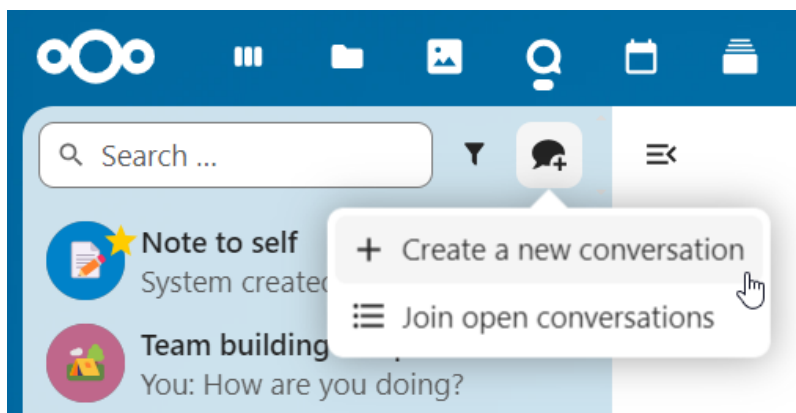 Search ...
Note to self
Create a new conversation
System created
Join open conversations
Team building
You: How are you doing?